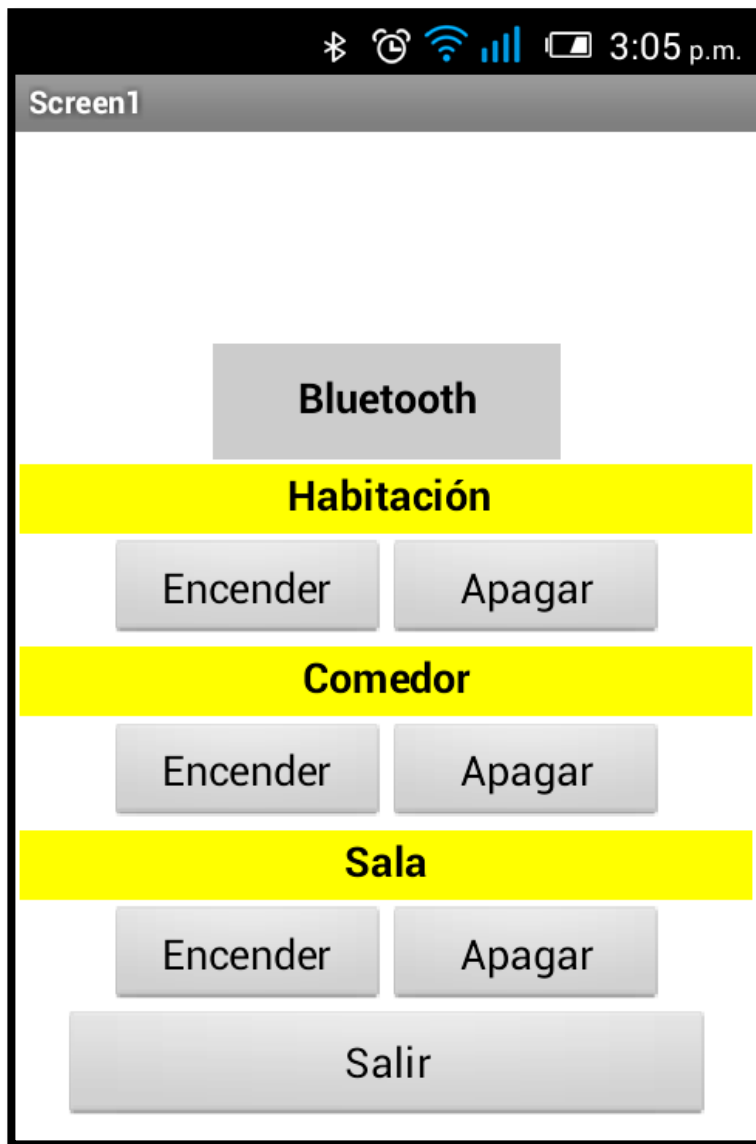 3:05 p.m.
Screen1
Bluetooth
Habitación
Encender Apagar
Comedor
Encender Apagar
Sala
Encender Apagar
Salir